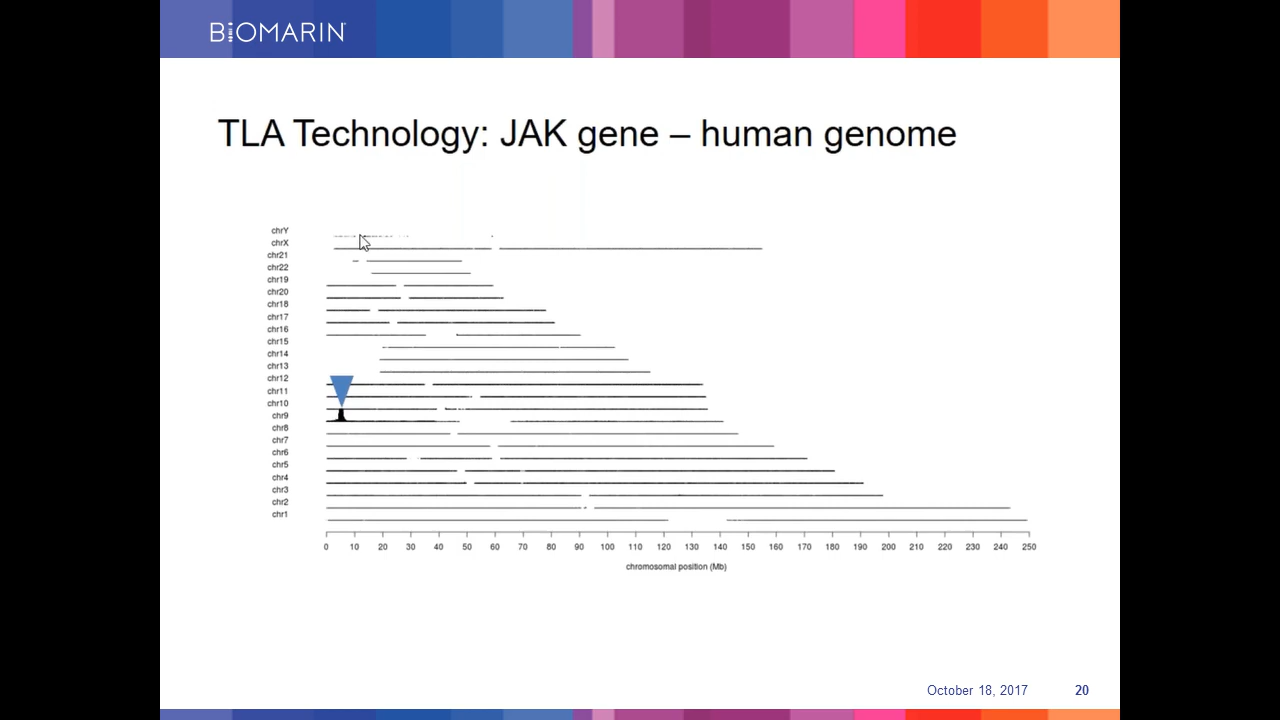 BIOMARIN
TLA Technology: JAK gene – human genome
chrY
chrX
chr21
chr22
chr19
chr20
chr18
chr17
chr16
chr15
chr14
chr13
chr12
chr11
chr10
chr9
chr8
chr7
chr6
chr5
chr4
chr3
chr2
chr1
0 10 20 30 40 50 60 70 80 90 100 110 120 130 140 150 160 170 180 190 200 210 220 230 240 250
chromosomal position (Mb)
October 18, 2017 20